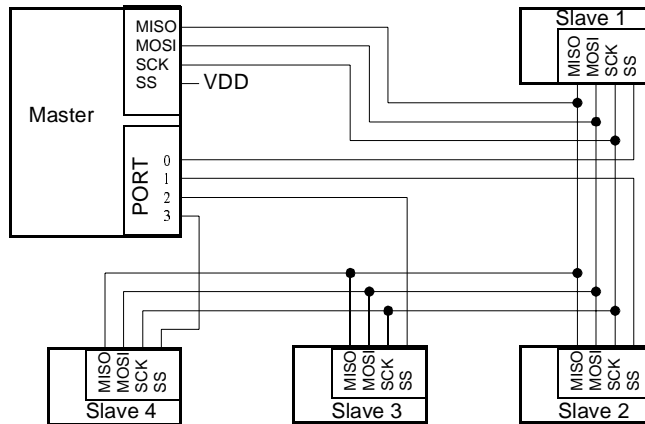 MISO
MOSI
SCK
SS
VDD
Master
PORT
0
1
2
3
Slave 1
MISO
MOSI
SCK
SS
MISO
MOSI
SCK
SS
Slave 4
MISO
MOSI
SCK
SS
Slave 3
MISO
MOSI
SCK
SS
Slave 2